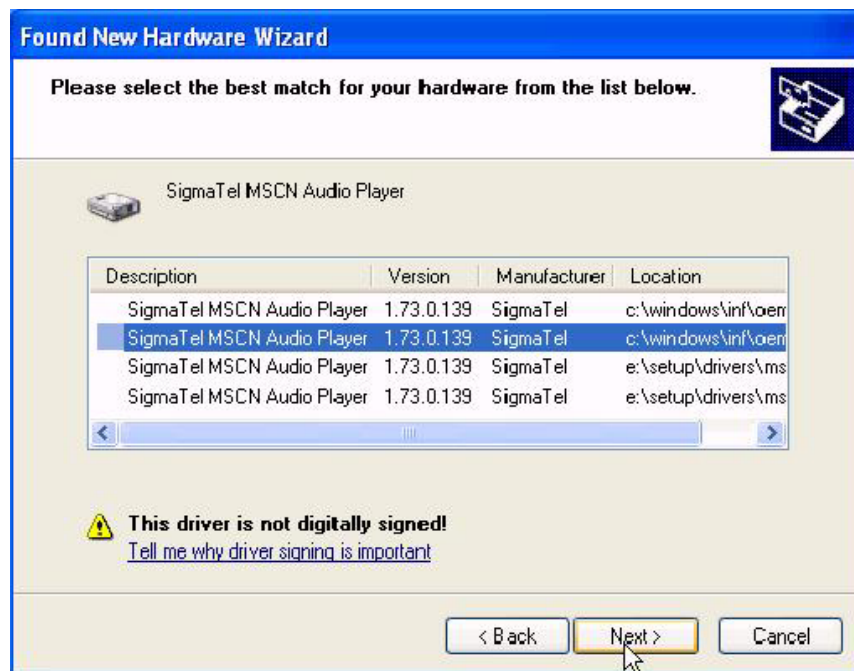 Found New Hardware Wizard
Please select the best match for your hardware from the list below.
SigmaTel MSCN Audio Player
Description Version Manufacturer Location
SigmaTel MSCN Audio Player 1.73.0.139 SigmaTel c:\windows\inf\oem
SigmaTel MSCN Audio Player 1.73.0.139 SigmaTel c:\windows\inf\oem
SigmaTel MSCN Audio Player 1.73.0.139 SigmaTel e:\setup\drivers\ms
SigmaTel MSCN Audio Player 1.73.0.139 SigmaTel e:\setup\drivers\ms
This driver is not digitally signed!
Tell me why driver signing is important
< Back Next > Cancel